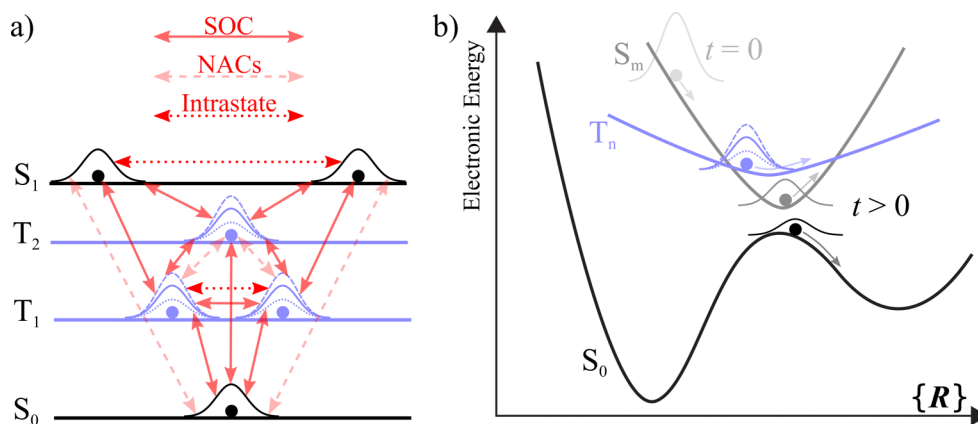 a)
SOC
NACs
Intrastate
S1
T2
T1
S0
b)
Electronic Energy
Sm
t = 0
Tn
t > 0
S0
{R}